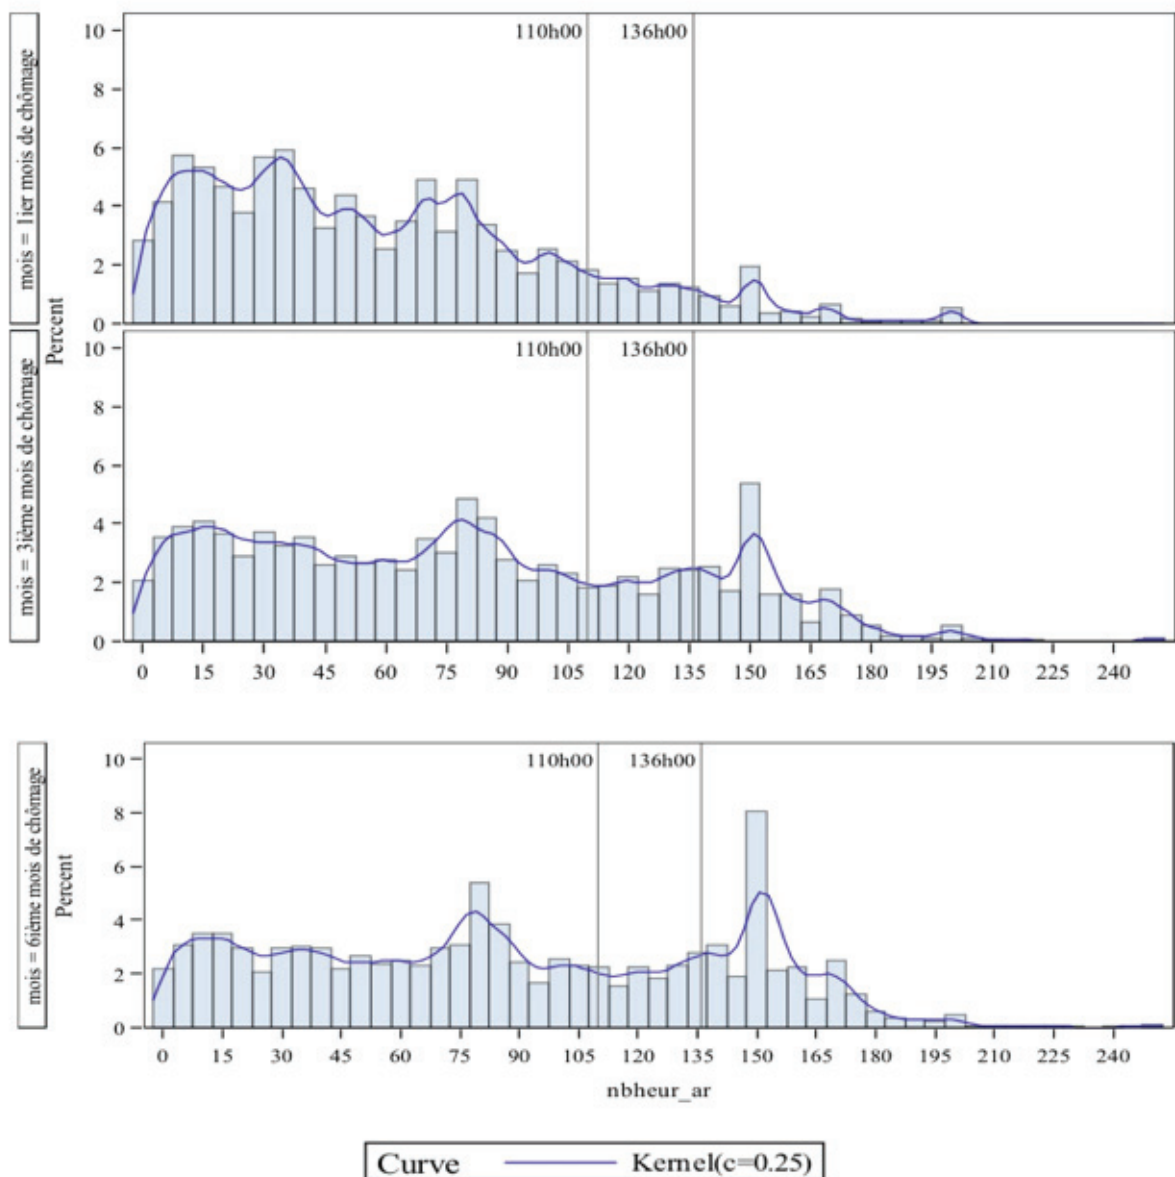 mois = 1ier mois de chômage
Percent
10
8
6
4
2
0
110h00 136h00
mois = 3ième mois de chômage
10
8
6
4
2
0
110h00 136h00
0 15 30 45 60 75 90 105 120 135 150 165 180 195 210 225 240
mois = 6ième mois de chômage
Percent
10
8
6
4
2
0
110h00 136h00
0 15 30 45 60 75 90 105 120 135 150 165 180 195 210 225 240
nbheur_ar
Curve Kernel(c=0.25)